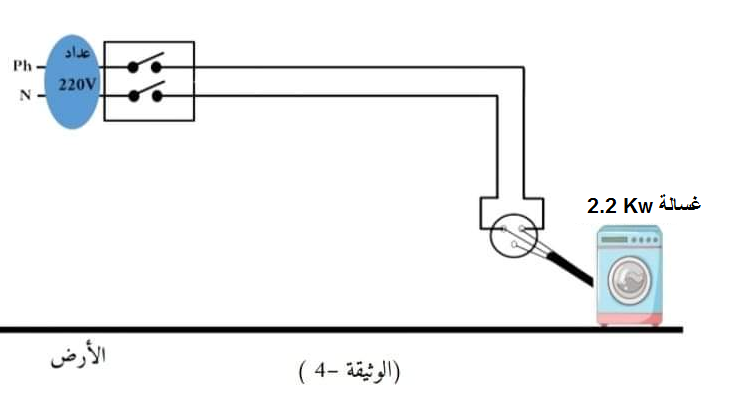 عداد
Ph
220V
N
غسالة 2.2 Kw
الأرض
(الوثيقة -4 )